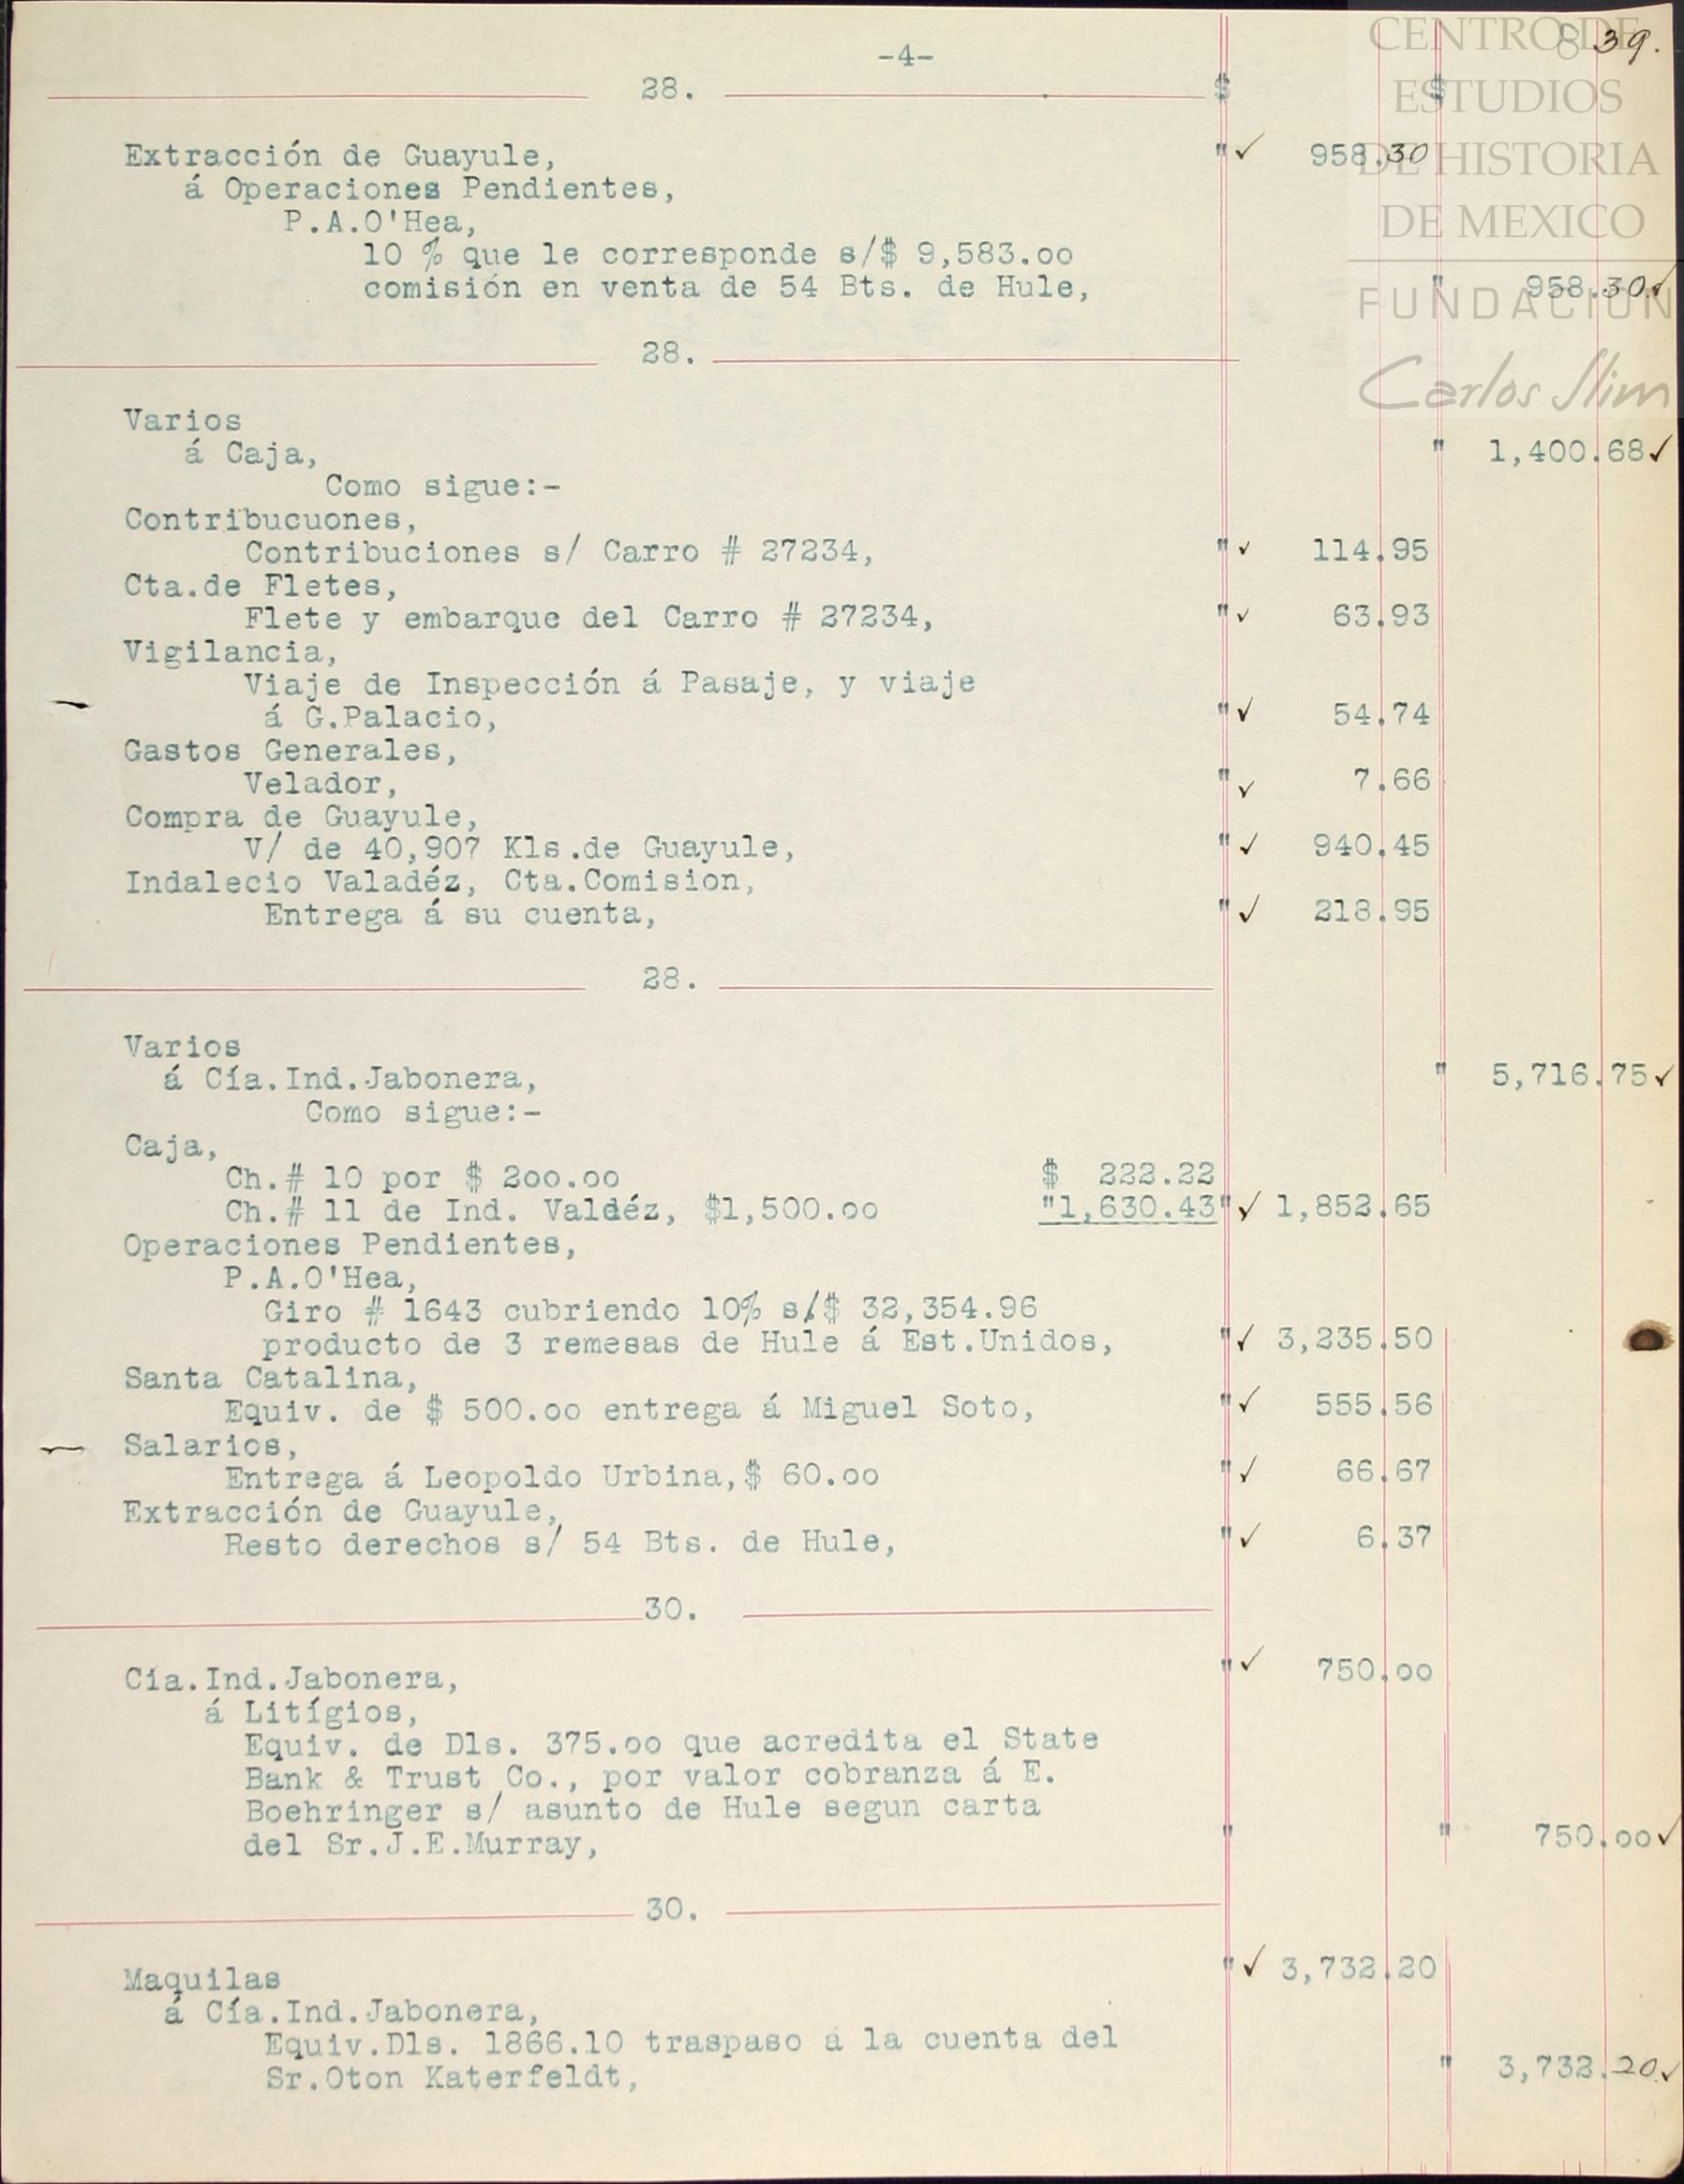 -4-
839.
28. $ $
Extracción de Guayule, " ✓ 958.30
á Operaciones Pendientes,
P.A.O'Hea,
10 % que le corresponde s/$ 9,583.oo
comisión en venta de 54 Bts. de Hule, " 958.30✓
28.
Varios
á Caja, " 1,400.68✓
Como sigue:-
Contribucuones,
Contribuciones s/ Carro # 27234, " ✓ 114.95
Cta.de Fletes,
Flete y embarque del Carro # 27234, " ✓ 63.93
Vigilancia,
Viaje de Inspección á Pasaje, y viaje
á G.Palacio, " ✓ 54.74
Gastos Generales,
Velador, " ✓ 7.66
Compra de Guayule,
V/ de 40,907 Kls.de Guayule, " ✓ 940.45
Indalecio Valadéz, Cta.Comision,
Entrega á su cuenta, " ✓ 218.95
28.
Varios
á Cía.Ind.Jabonera, " 5,716.75✓
Como sigue:-
Caja,
Ch.# 10 por $ 2oo.oo $ 222.22
Ch.# 11 de Ind. Valdéz, $1,500.oo "1,630.43" ✓ 1,852.65
Operaciones Pendientes,
P.A.O'Hea,
Giro # 1643 cubriendo 10% s/$ 32,354.96
producto de 3 remesas de Hule á Est.Unidos, " ✓ 3,235.50
Santa Catalina,
Equiv. de $ 500.oo entrega á Miguel Soto, " ✓ 555.56
Salarios,
Entrega á Leopoldo Urbina,$ 60.oo " ✓ 66.67
Extracción de Guayule,
Resto derechos s/ 54 Bts. de Hule, " ✓ 6.37
30.
Cía.Ind.Jabonera, " ✓ 750.oo
á Litígios,
Equiv. de Dls. 375.oo que acredita el State
Bank & Trust Co., por valor cobranza á E.
Boehringer s/ asunto de Hule segun carta
del Sr.J.E.Murray, " " 750.oo✓
30.
Maquilas " ✓ 3,732.20
á Cía.Ind.Jabonera,
Equiv.Dls. 1866.10 traspaso á la cuenta del
Sr.Oton Katerfeldt, " 3,732.20✓
CENTRO DE
ESTUDIOS
DE HISTORIA
DE MEXICO
FUNDACIÓN
Carlos Slim